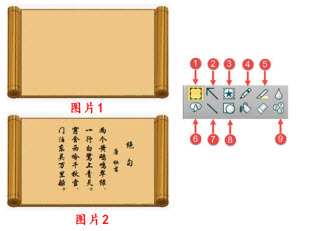 图片1
绝句
唐 杜甫
两个黄鹂鸣翠柳,
一行白鹭上青天。
窗含西岭千秋雪,
门泊东吴万里船。
图片2
1 2 3 4 5
6 7 8 9